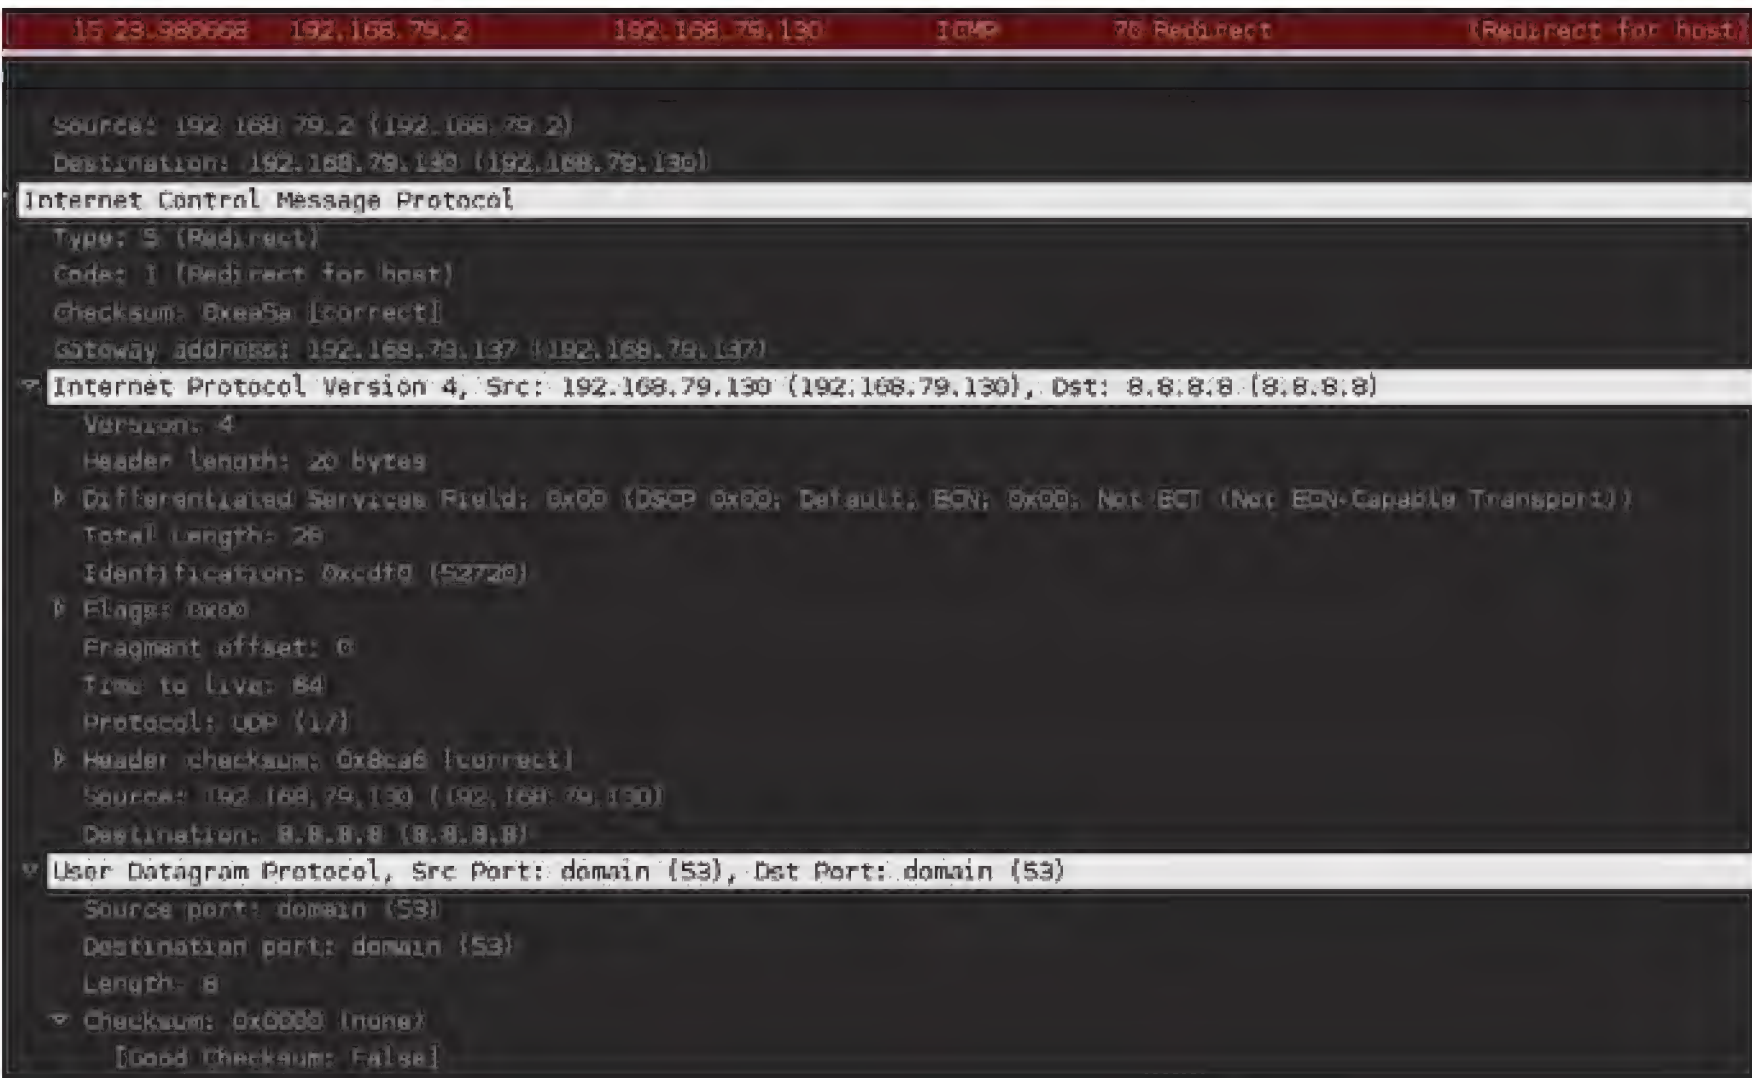 15 23.980668 192.168.79.2 192.168.79.130 ICMP 70 Redirect (Redirect for host)
Source: 192.168.79.2 (192.168.79.2)
Destination: 192.168.79.130 (192.168.79.130)
Internet Control Message Protocol
Type: 5 (Redirect)
Code: 1 (Redirect for host)
Checksum: 0xea5a [correct]
Gateway address: 192.168.79.137 (192.168.79.137)
Internet Protocol Version 4, Src: 192.168.79.130 (192.168.79.130), Dst: 8.8.8.8 (8.8.8.8)
Version: 4
Header length: 20 bytes
Differentiated Services Field: 0x00 (DSCP 0x00: Default; ECN: 0x00: Not-ECT (Not ECN-Capable Transport))
Total Length: 28
Identification:
Flags: 0x00
Fragment offset: 0
Time to live: 64
Protocol: UDP (17)
Header checksum: 0x8ca6 [correct]
Source: 192.168.79.130 (192.168.79.130)
Destination: 8.8.8.8 (8.8.8.8)
User Datagram Protocol, Src Port: domain (53), Dst Port: domain (53)
Source port: domain (53)
Destination port: domain (53)
Length: 8
Checksum: 0x0000 (none)
[Good Checksum: False]